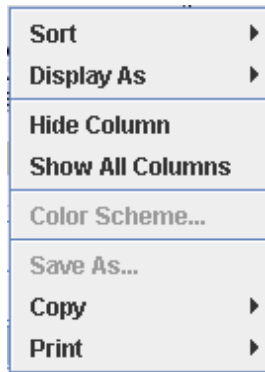 Sort
Display As
Hide Column
Show All Columns
Color Scheme...
Save As...
Copy
Print